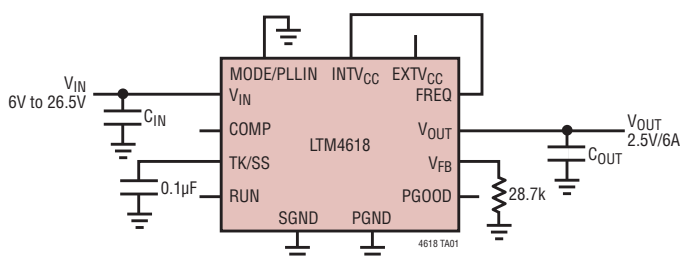 MODE/PLLIN INTVCC EXTVCC
VIN
6V to 26.5V
VIN
FREQ
CIN
COMP
LTM4618
VOUT
VOUT
2.5V/6A
COUT
TK/SS
VFB
0.1µF
RUN
PGOOD
28.7k
SGND PGND
4618 TA01